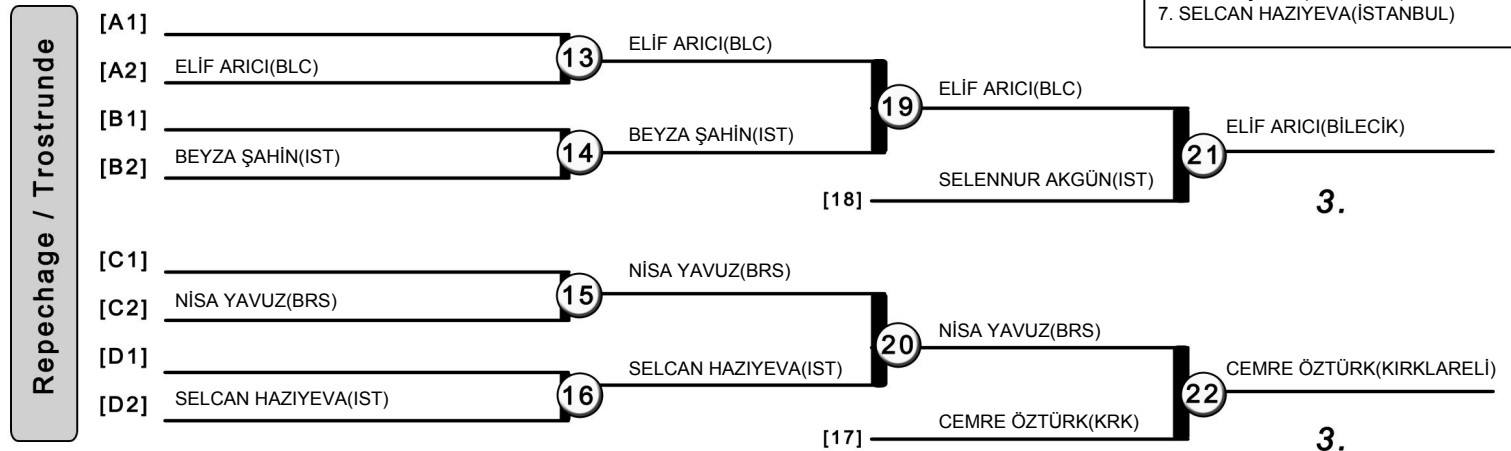 7. SELCAN HAZIYEVA(İSTANBUL)
Repechage / Trostrunde
[A1]
[A2] ELİF ARICI(BLC)
13
ELİF ARICI(BLC)
[B1]
[B2] BEYZA ŞAHİN(IST)
14
BEYZA ŞAHİN(IST)
19
ELİF ARICI(BLC)
[18] SELENNUR AKGÜN(IST)
21
ELİF ARICI(BİLECİK)
3.
[C1]
[C2] NİSA YAVUZ(BRS)
15
NİSA YAVUZ(BRS)
[D1]
[D2] SELCAN HAZIYEVA(IST)
16
SELCAN HAZIYEVA(IST)
20
NİSA YAVUZ(BRS)
[17] CEMRE ÖZTÜRK(KRK)
22
CEMRE ÖZTÜRK(KIRKLARELİ)
3.